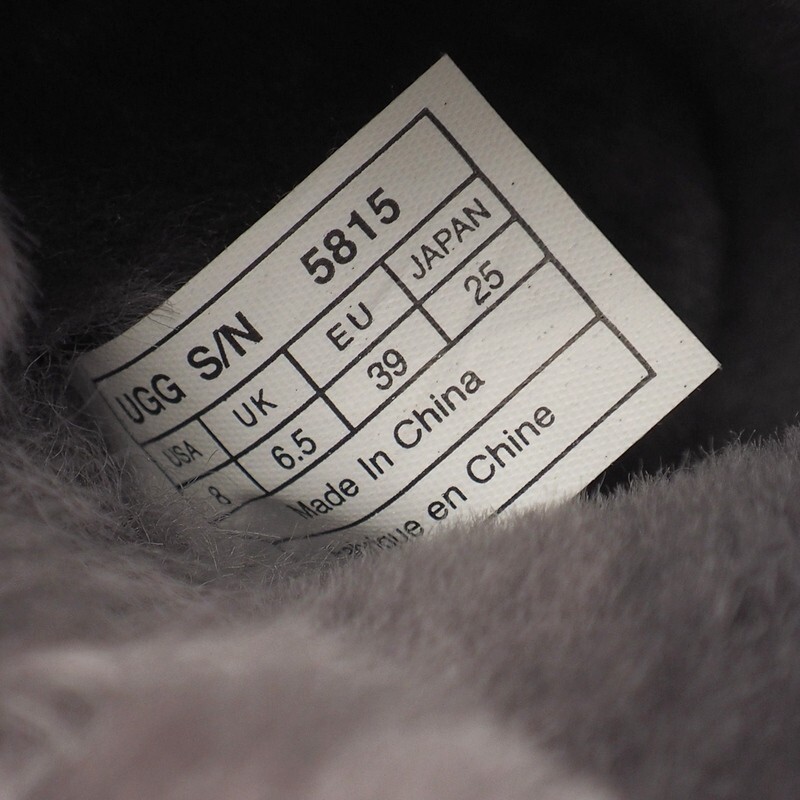 UGG S/N 5815
USA UK EU JAPAN
8 6.5 39 25
Made In China
en Chine